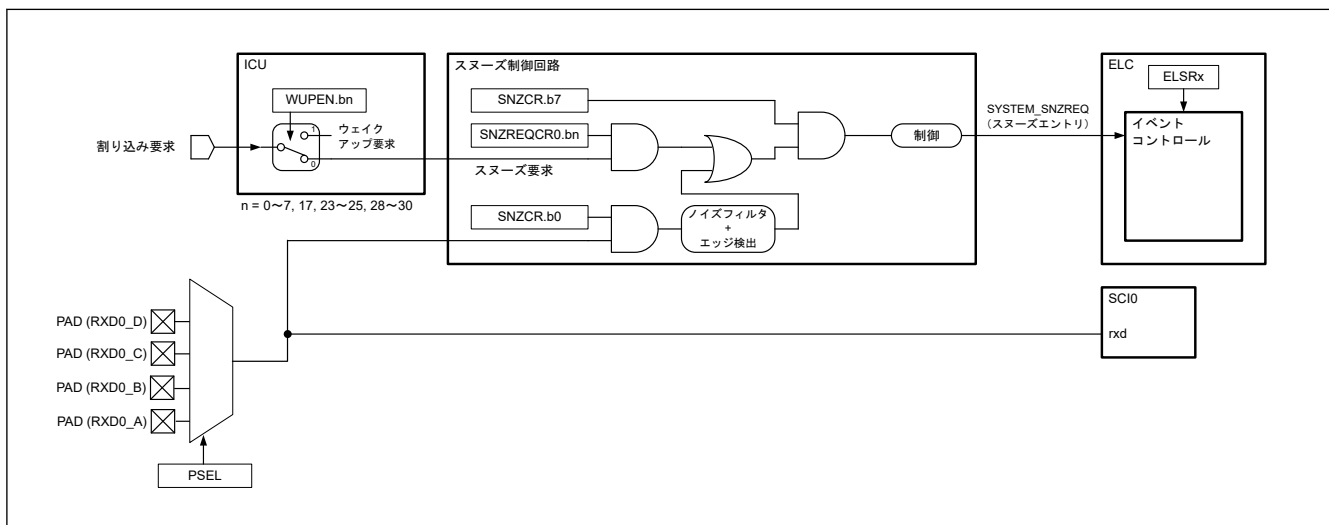 ICU
WUPEN.bn
1
ウェイク
アップ要求
0
割り込み要求
n = 0～7, 17, 23～25, 28～30
スヌーズ制御回路
SNZCR.b7
SNZREQCR0.bn
スヌーズ要求
SNZCR.b0
ノイズフィルタ
+
エッジ検出
制御
SYSTEM_SNZREQ
（スヌーズエントリ）
ELC
ELSRx
イベント
コントロール
SCI0
rxd
PAD (RXD0_D)
PAD (RXD0_C)
PAD (RXD0_B)
PAD (RXD0_A)
PSEL